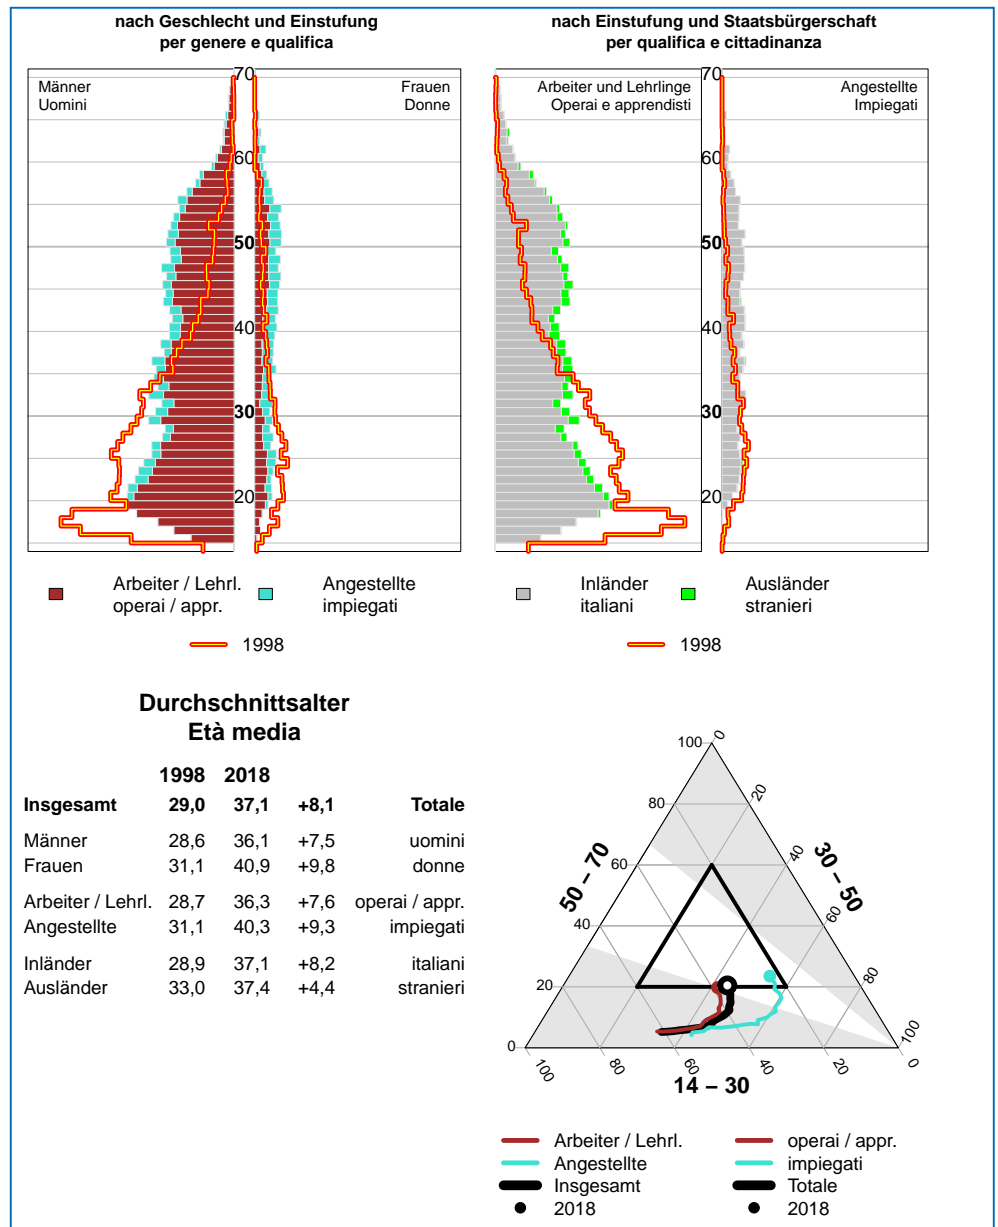 nach Geschlecht und Einstufung
per genere e qualifica
nach Einstufung und Staatsbürgerschaft
per qualifica e cittadinanza
Männer
Uomini
Frauen
Donne
70
60
50
40
30
20
Arbeiter und Lehrlinge
Operai e apprendisti
Angestellte
Impiegati
70
60
50
40
30
20
Arbeiter / Lehrl.
operai / appr.
Angestellte
impiegati
1998
Inländer
italiani
Ausländer
stranieri
1998
Durchschnittsalter
Età media
1998 2018
Insgesamt 29,0 37,1 +8,1 Totale
Männer 28,6 36,1 +7,5 uomini
Frauen 31,1 40,9 +9,8 donne
Arbeiter / Lehrl. 28,7 36,3 +7,6 operai / appr.
Angestellte 31,1 40,3 +9,3 impiegati
Inländer 28,9 37,1 +8,2 italiani
Ausländer 33,0 37,4 +4,4 stranieri
100
80
60
40
20
0
50 – 70
0
20
40
60
80
100
30 – 50
100
80
60
40
20
0
14 – 30
Arbeiter / Lehrl. operai / appr.
Angestellte impiegati
Insgesamt Totale
2018 2018